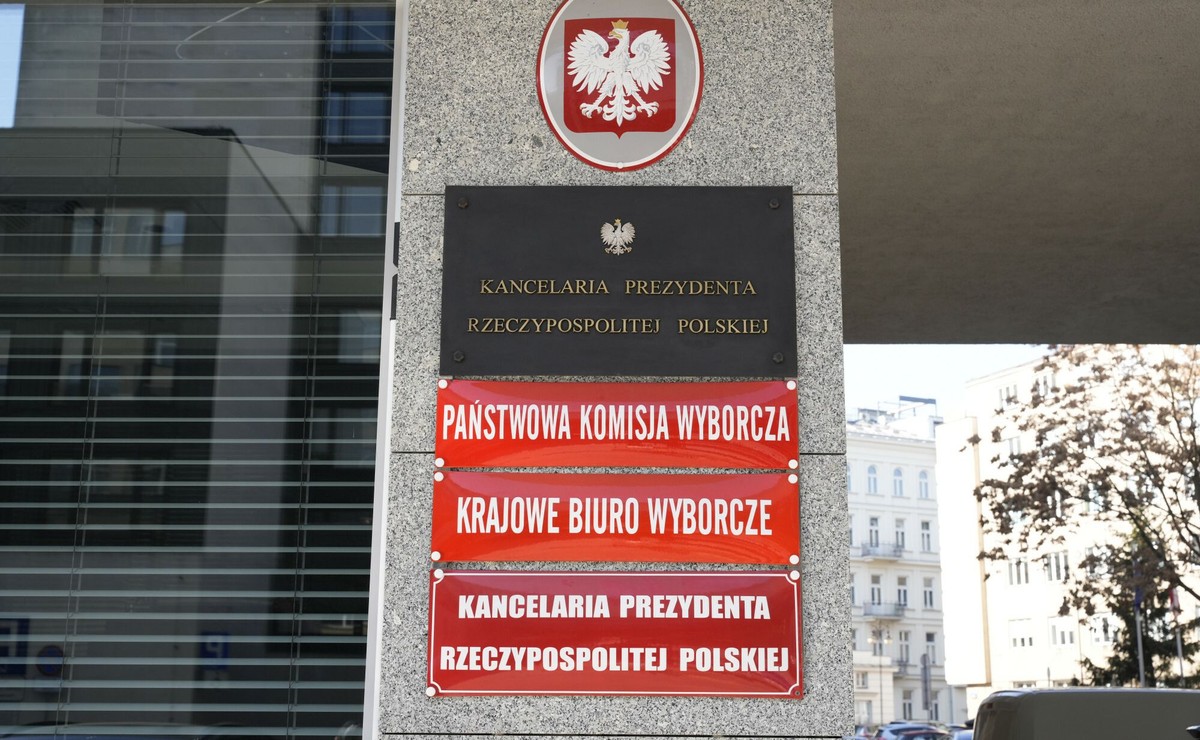 KANCELARIA PREZYDENTA
RZECZYPOSPOLITEJ POLSKIEJ
PAŃSTWOWA KOMISJA WYBORCZA
KRAJOWE BIURO WYBORCZE
KANCELARIA PREZYDENTA
RZECZYPOSPOLITEJ POLSKIEJ